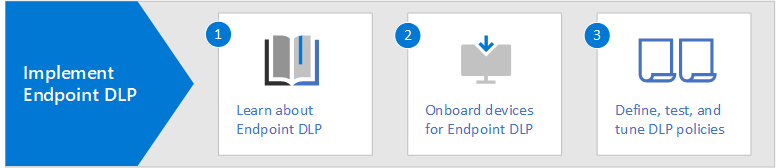 Implement
Endpoint DLP
1
Learn about
Endpoint DLP
2
Onboard devices
for Endpoint DLP
3
Define, test, and
tune DLP policies